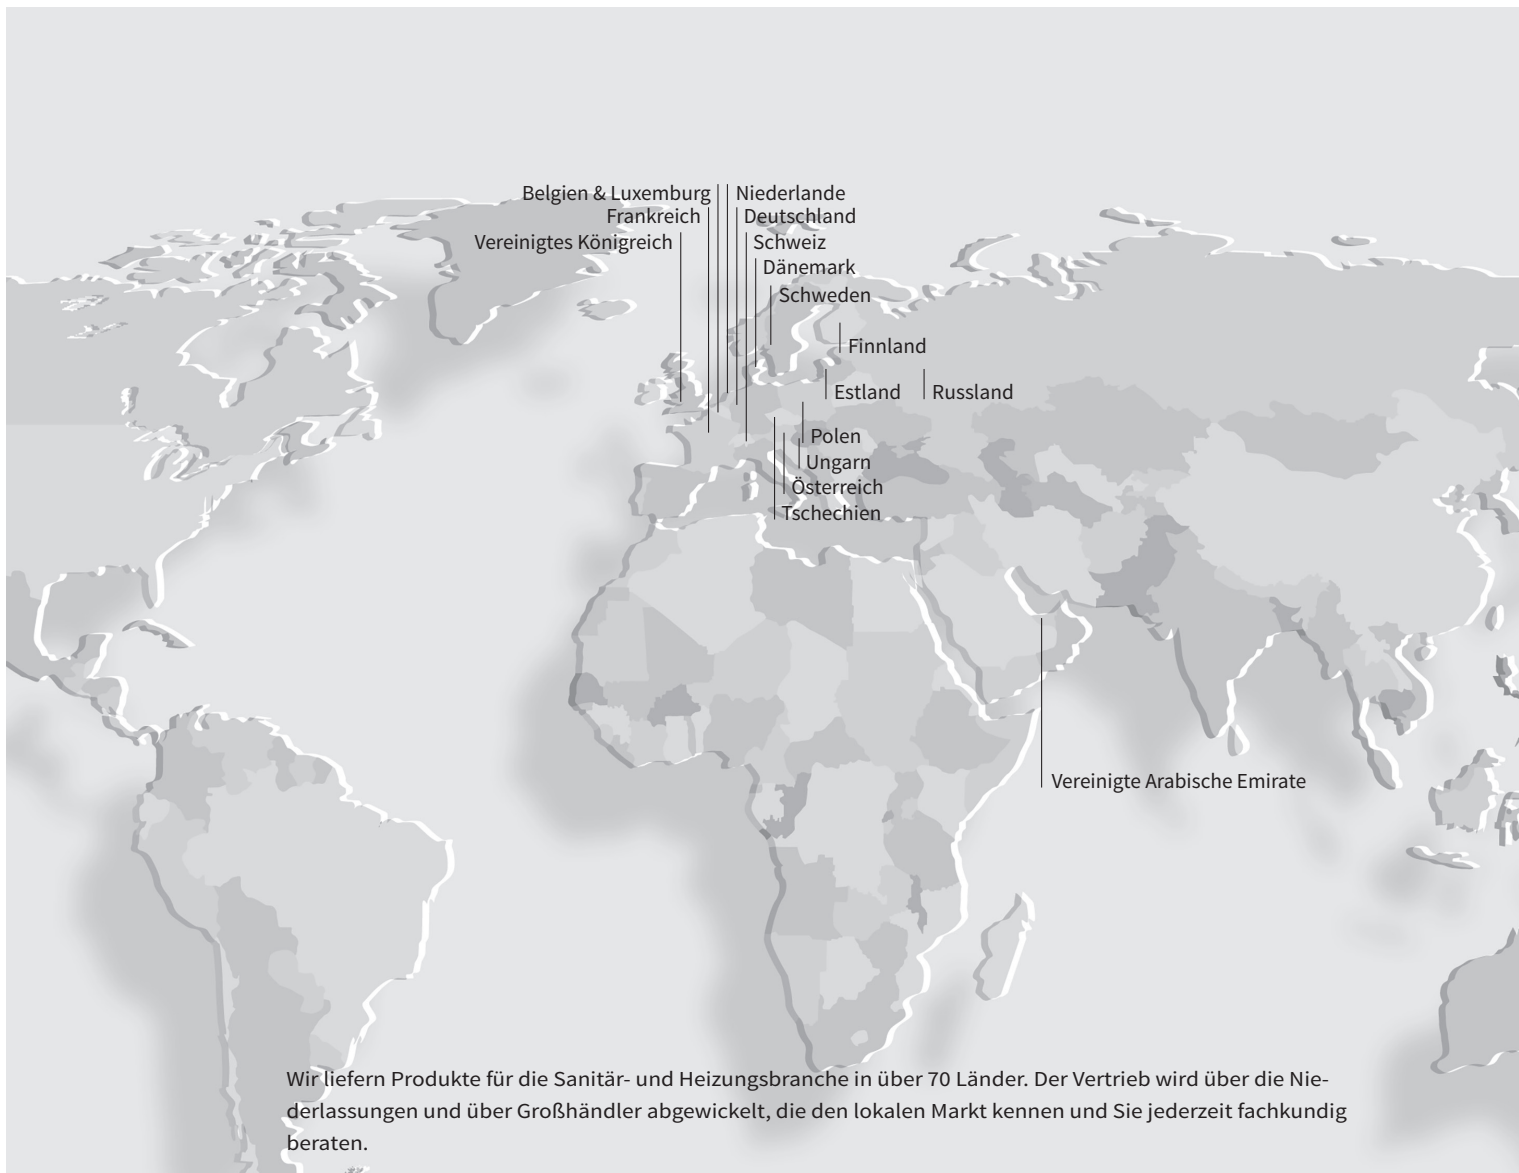 Belgien & Luxemburg
Niederlande
Frankreich
Deutschland
Vereinigtes Königreich
Schweiz
Dänemark
Schweden
Finnland
Estland
Russland
Polen
Ungarn
Österreich
Tschechien
Vereinigte Arabische Emirate
Wir liefern Produkte für die Sanitär- und Heizungsbranche in über 70 Länder. Der Vertrieb wird über die Nie-
derlassungen und über Großhändler abgewickelt, die den lokalen Markt kennen und Sie jederzeit fachkundig
beraten.